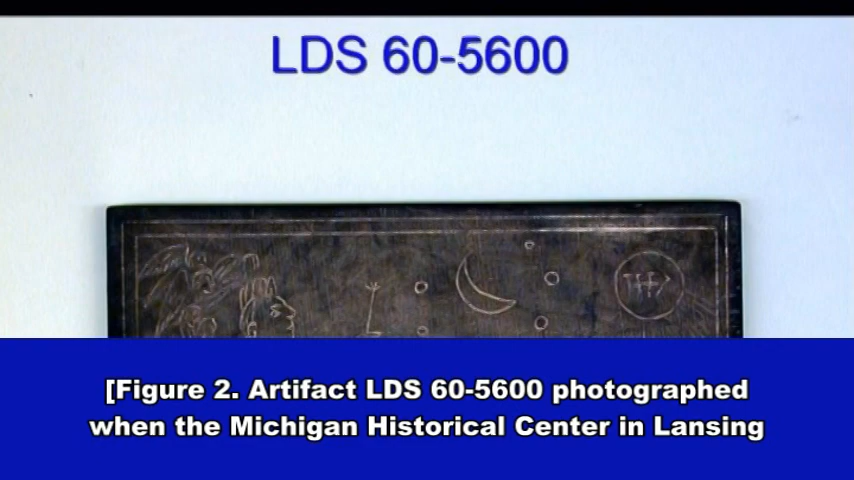 LDS 60-5600
[Figure 2. Artifact LDS 60-5600 photographed
when the Michigan Historical Center in Lansing